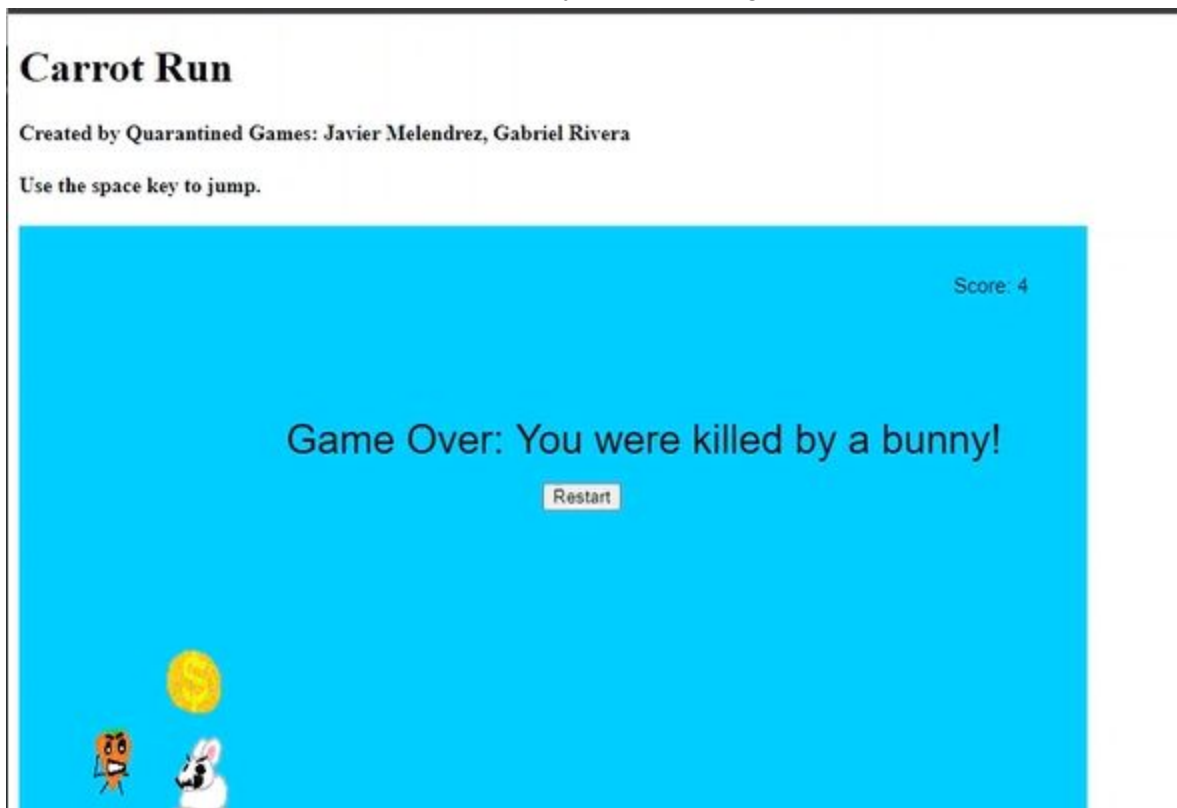 Carrot Run
Created by Quarantined Games: Javier Melendrez, Gabriel Rivera
Use the space key to jump.
Score: 4
Game Over: You were killed by a bunny!
Restart
$